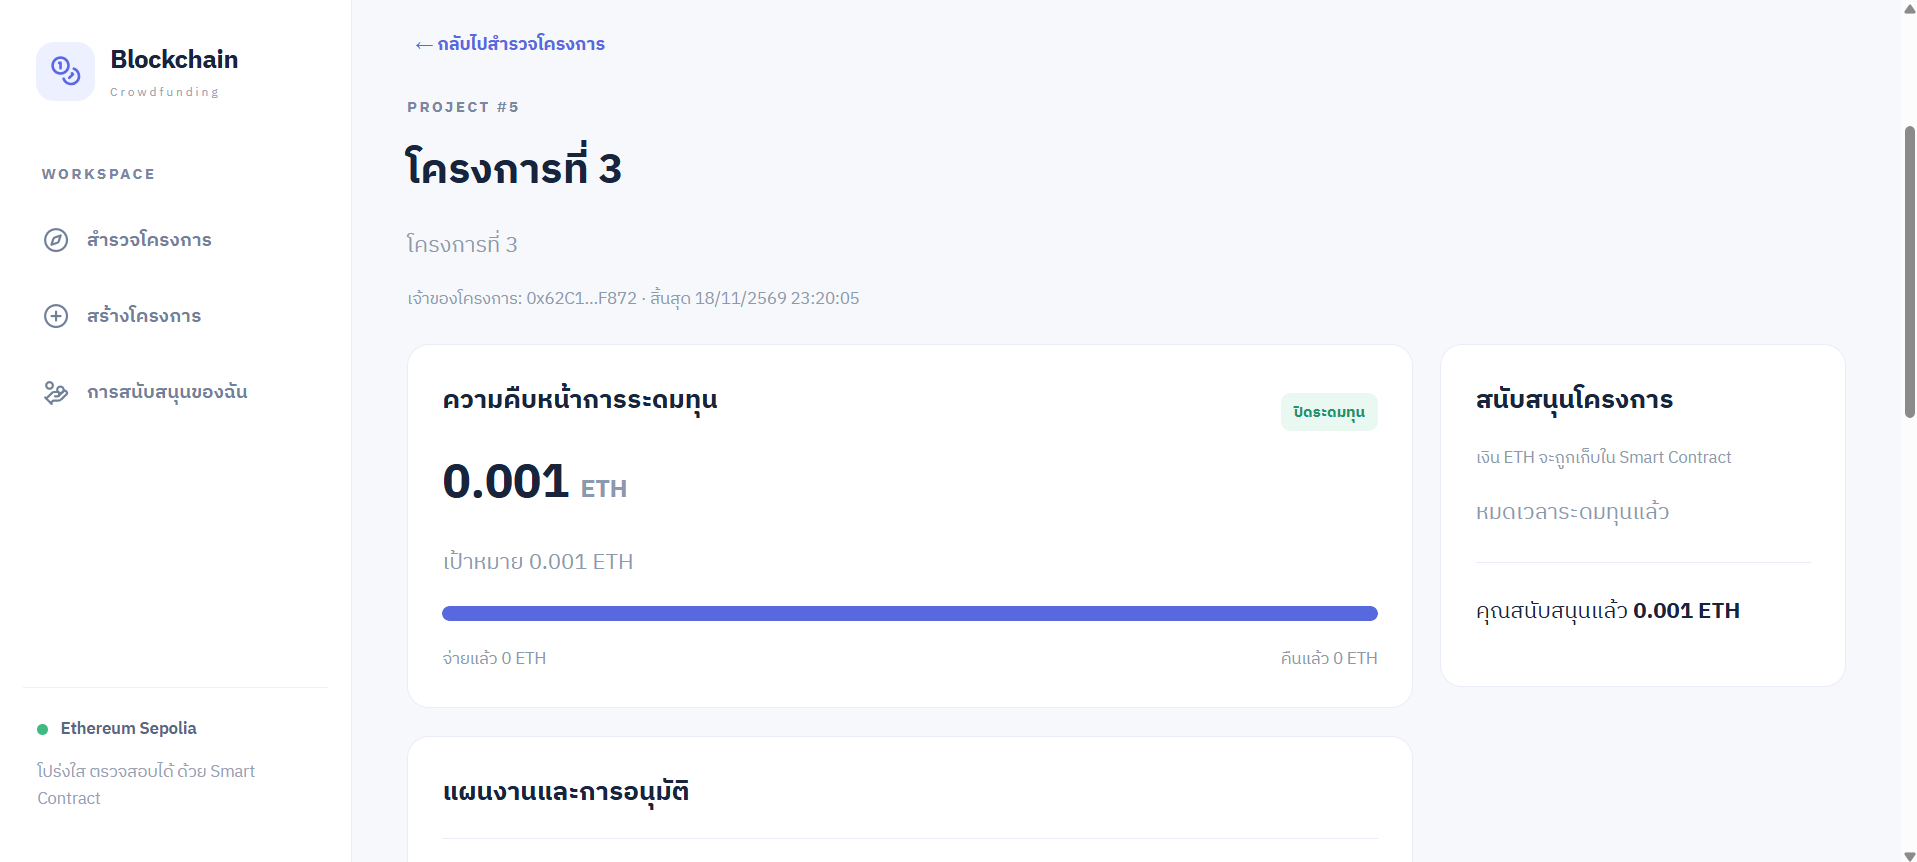 Blockchain
Crowdfunding
WORKSPACE
สำรวจโครงการ
สร้างโครงการ
การสนับสนุนของฉัน
Ethereum Sepolia
โปร่งใส ตรวจสอบได้ ด้วย Smart
Contract
← กลับไปสำรวจโครงการ
PROJECT #5
โครงการที่ 3
โครงการที่ 3
เจ้าของโครงการ: 0x62C1...F872 · สิ้นสุด 18/11/2569 23:20:05
ความคืบหน้าการระดมทุน
ปิดระดมทุน
0.001 ETH
เป้าหมาย 0.001 ETH
จ่ายแล้ว 0 ETH
คืนแล้ว 0 ETH
สนับสนุนโครงการ
เงิน ETH จะถูกเก็บใน Smart Contract
หมดเวลาระดมทุนแล้ว
คุณสนับสนุนแล้ว 0.001 ETH
แผนงานและการอนุมัติ